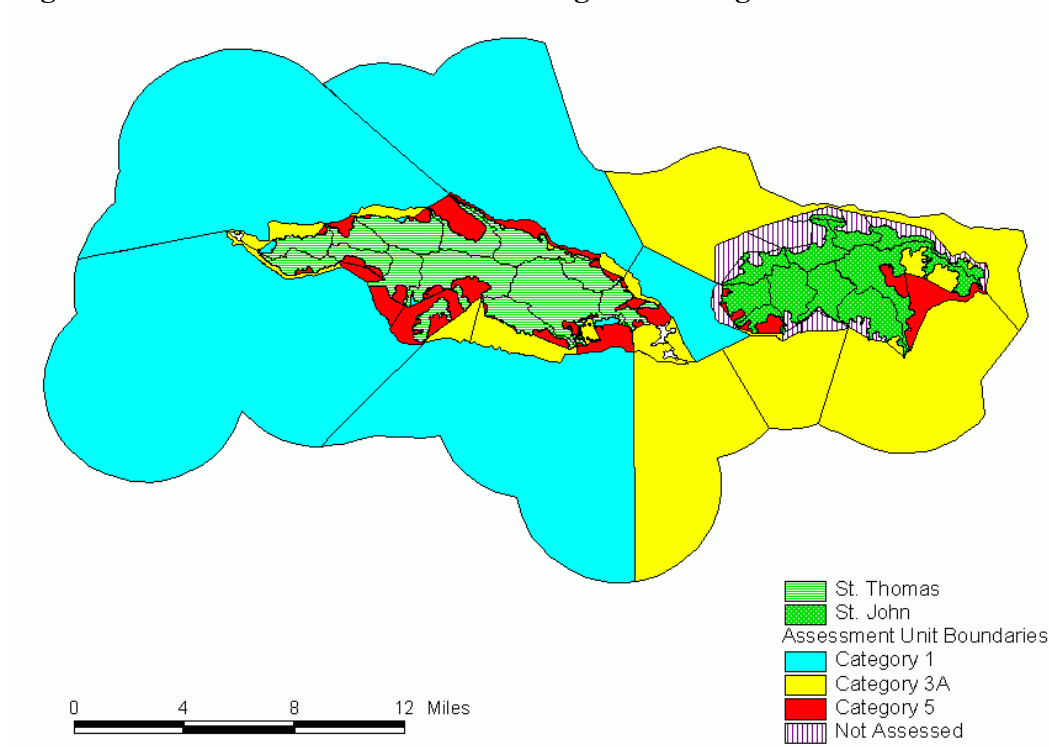 St. Thomas
St. John
Assessment Unit Boundaries
Category 1
Category 3A
Category 5
Not Assessed
0 4 8 12 Miles